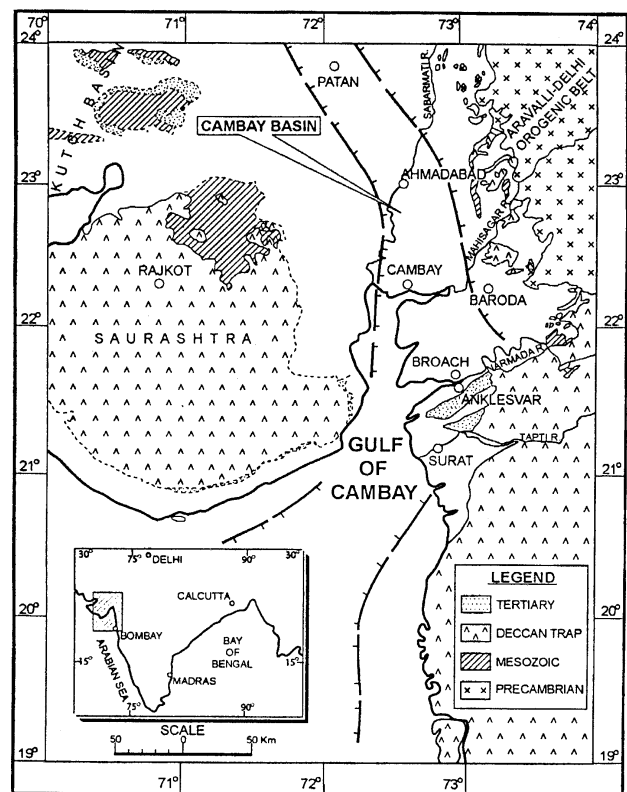 70° 71° 72° 73° 74°
24° 24°
PATAN
SABARMATI R.
KUTCH BASIN
ARAVALLI-DELHI
OROGENIC BELT
CAMBAY BASIN
AHMADABAD
23° 23°
MAHISAGAR R.
RAJKOT
CAMBAY
BARODA
22° 22°
SAURASHTRA
BROACH
NARMADA R.
ANKLESVAR
TAPTI R.
GULF
OF
CAMBAY
SURAT
21° 21°
30° 75° DELHI 90° 30°
CALCUTTA
BOMBAY
BAY
OF
BENGAL
ARABIAN SEA
15° 15°
MADRAS
75° 90°
LEGEND
TERTIARY
DECCAN TRAP
MESOZOIC
PRECAMBRIAN
20° 20°
SCALE
50 0 50 Km
19° 19°
71° 72° 73°